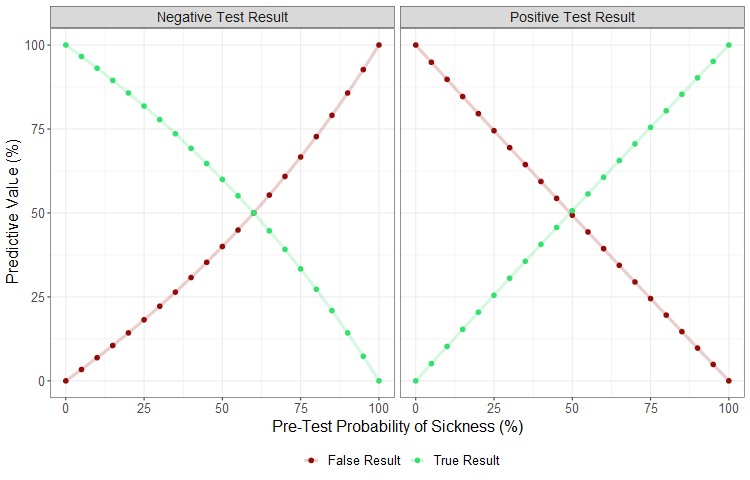 Negative Test Result
Positive Test Result
Predictive Value (%)
100
75
50
25
0
0 25 50 75 100
0 25 50 75 100
Pre-Test Probability of Sickness (%)
False Result
True Result